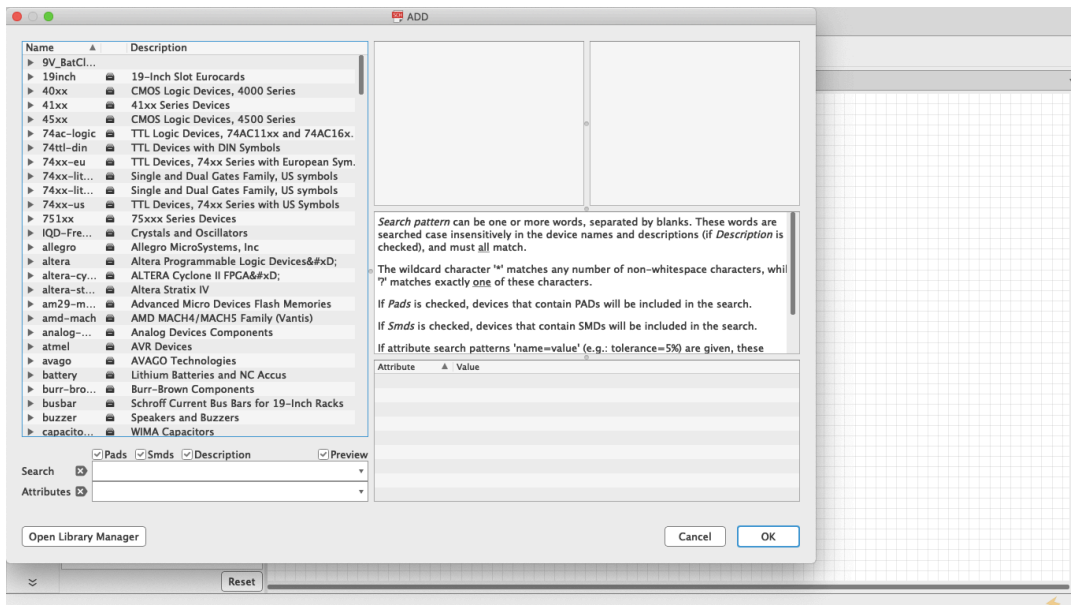 ADD
Name Description
9V_BatCl...
19inch 19-Inch Slot Eurocards
40xx CMOS Logic Devices, 4000 Series
41xx 41xx Series Devices
45xx CMOS Logic Devices, 4500 Series
74ac-logic TTL Logic Devices, 74AC11xx and 74AC16x.
74ttl-din TTL Devices with DIN Symbols
74xx-eu TTL Devices, 74xx Series with European Sym.
74xx-lit... Single and Dual Gates Family, US symbols
74xx-lit... Single and Dual Gates Family, US symbols
74xx-us TTL Devices, 74xx Series with US Symbols
751xx 75xxx Series Devices
IQD-Fre... Crystals and Oscillators
allegro Allegro MicroSystems, Inc
altera Altera Programmable Logic Devices&#xD;
altera-cy... ALTERA Cyclone II FPGA&#xD;
altera-st... Altera Stratix IV
am29-m... Advanced Micro Devices Flash Memories
amd-mach AMD MACH4/MACH5 Family (Vantis)
analog-... Analog Devices Components
atmel AVR Devices
avago AVAGO Technologies
battery Lithium Batteries and NC Accus
burr-bro... Burr-Brown Components
busbar Schroff Current Bus Bars for 19-Inch Racks
buzzer Speakers and Buzzers
capacito... WIMA Capacitors
Pads Smds Description Preview
Search
Attributes
Open Library Manager
Search pattern can be one or more words, separated by blanks. These words are
searched case insensitively in the device names and descriptions (if Description is
checked), and must all match.
The wildcard character '*' matches any number of non-whitespace characters, whil
'?' matches exactly one of these characters.
If Pads is checked, devices that contain PADs will be included in the search.
If Smds is checked, devices that contain SMDs will be included in the search.
If attribute search patterns 'name=value' (e.g.: tolerance=5%) are given, these
Attribute Value
Cancel OK
Reset